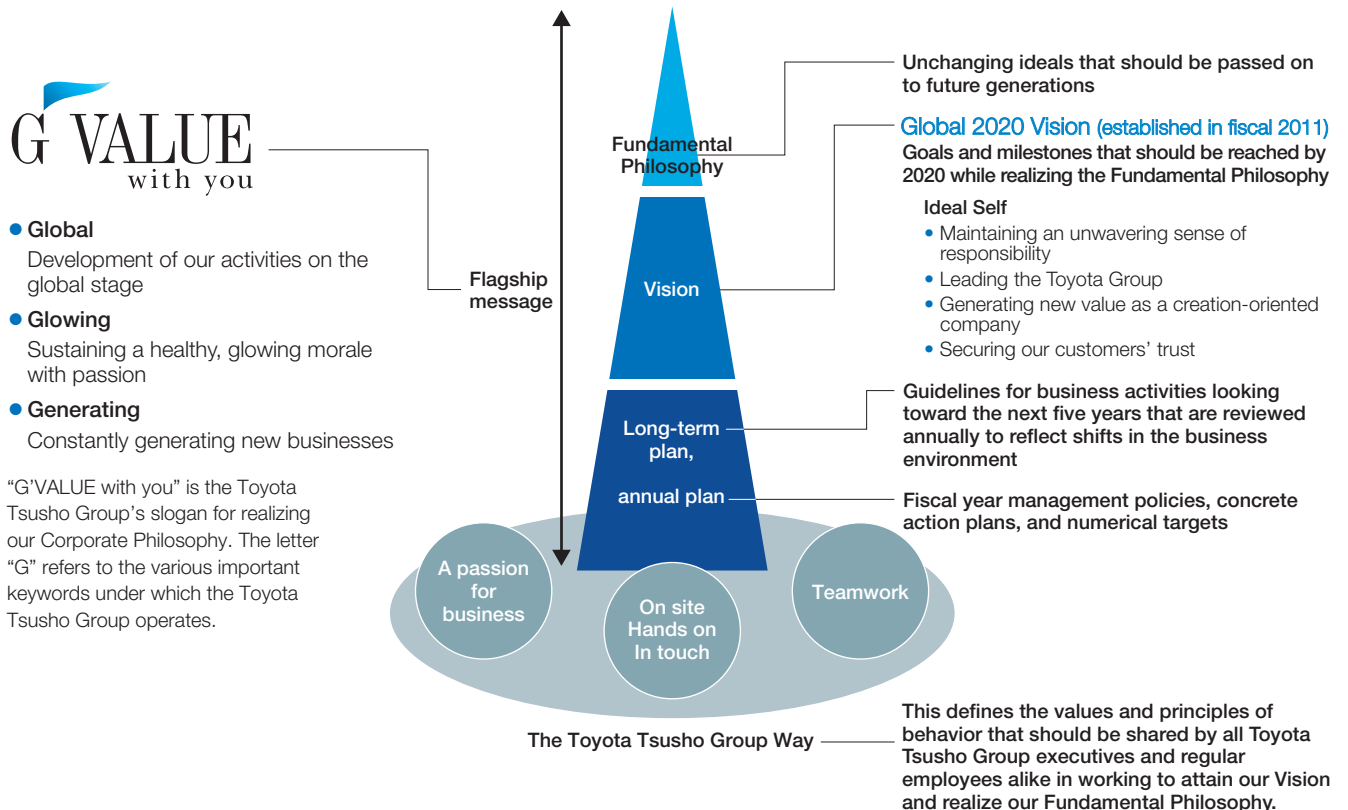 G’VALUE
with you
• Global
Development of our activities on the
global stage
• Glowing
Sustaining a healthy, glowing morale
with passion
• Generating
Constantly generating new businesses
“G’VALUE with you” is the Toyota
Tsusho Group’s slogan for realizing
our Corporate Philosophy. The letter
“G” refers to the various important
keywords under which the Toyota
Tsusho Group operates.
Flagship
message
Fundamental
Philosophy
Vision
Long-term
plan,
annual plan
A passion
for
business
On site
Hands on
In touch
Teamwork
The Toyota Tsusho Group Way
Unchanging ideals that should be passed on
to future generations
Global 2020 Vision (established in fiscal 2011)
Goals and milestones that should be reached by
2020 while realizing the Fundamental Philosophy
Ideal Self
• Maintaining an unwavering sense of
responsibility
• Leading the Toyota Group
• Generating new value as a creation-oriented
company
• Securing our customers’ trust
Guidelines for business activities looking
toward the next five years that are reviewed
annually to reflect shifts in the business
environment
Fiscal year management policies, concrete
action plans, and numerical targets
This defines the values and principles of
behavior that should be shared by all Toyota
Tsusho Group executives and regular
employees alike in working to attain our Vision
and realize our Fundamental Philosophy.